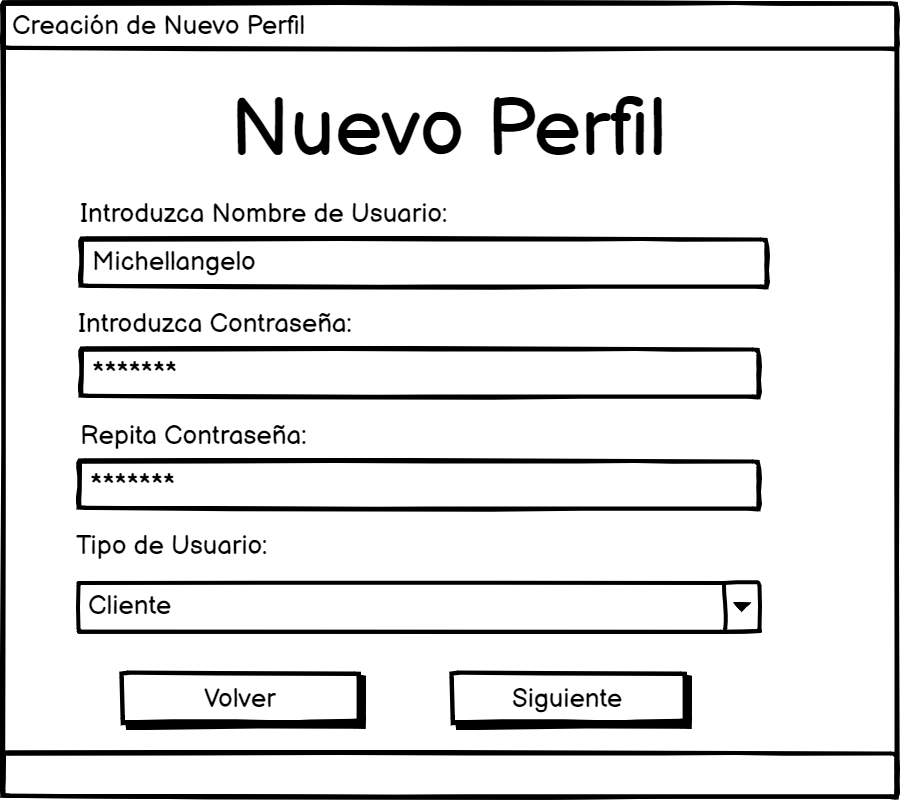 Creación de Nuevo Perfil
Nuevo Perfil
Introduzca Nombre de Usuario:
Michellangelo
Introduzca Contraseña:
*******
Repita Contraseña:
*******
Tipo de Usuario:
Cliente
Volver
Siguiente